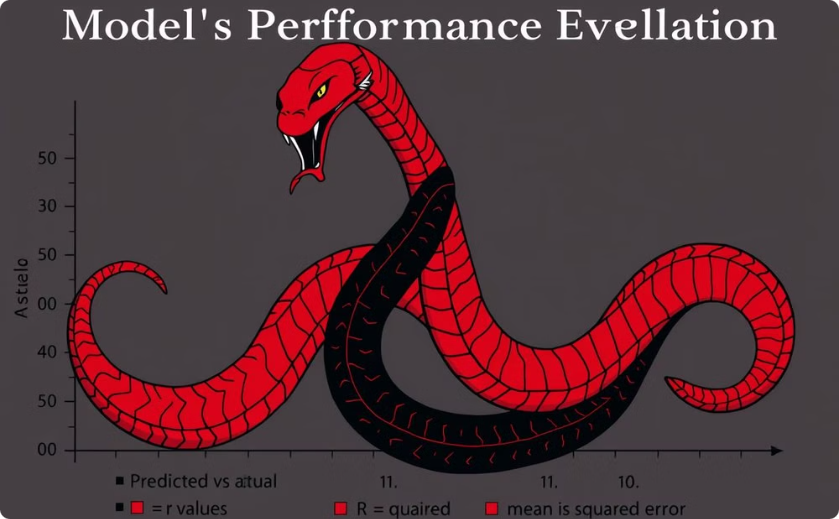 Model's Perfformance Evellation
50
30
50
Astielo
00
40
50
00
Predicted vs atual
11.
11.
10.
= r values
R = quaired
mean is squared error